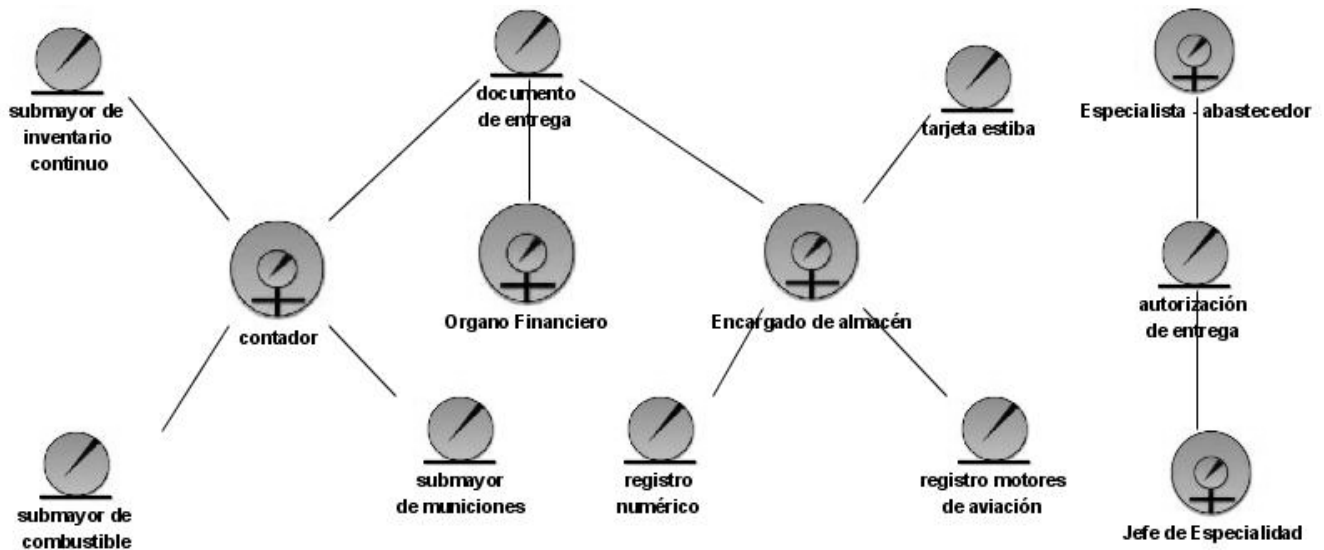 submayor de
inventario
continuo
documento
de entrega
tarjeta estiba
Especialista - abastecedor
contador
Organo Financiero
Encargado de almacén
autorización
de entrega
submayor de
combustible
submayor
de municiones
registro
numérico
registro motores
de aviación
Jefe de Especialidad